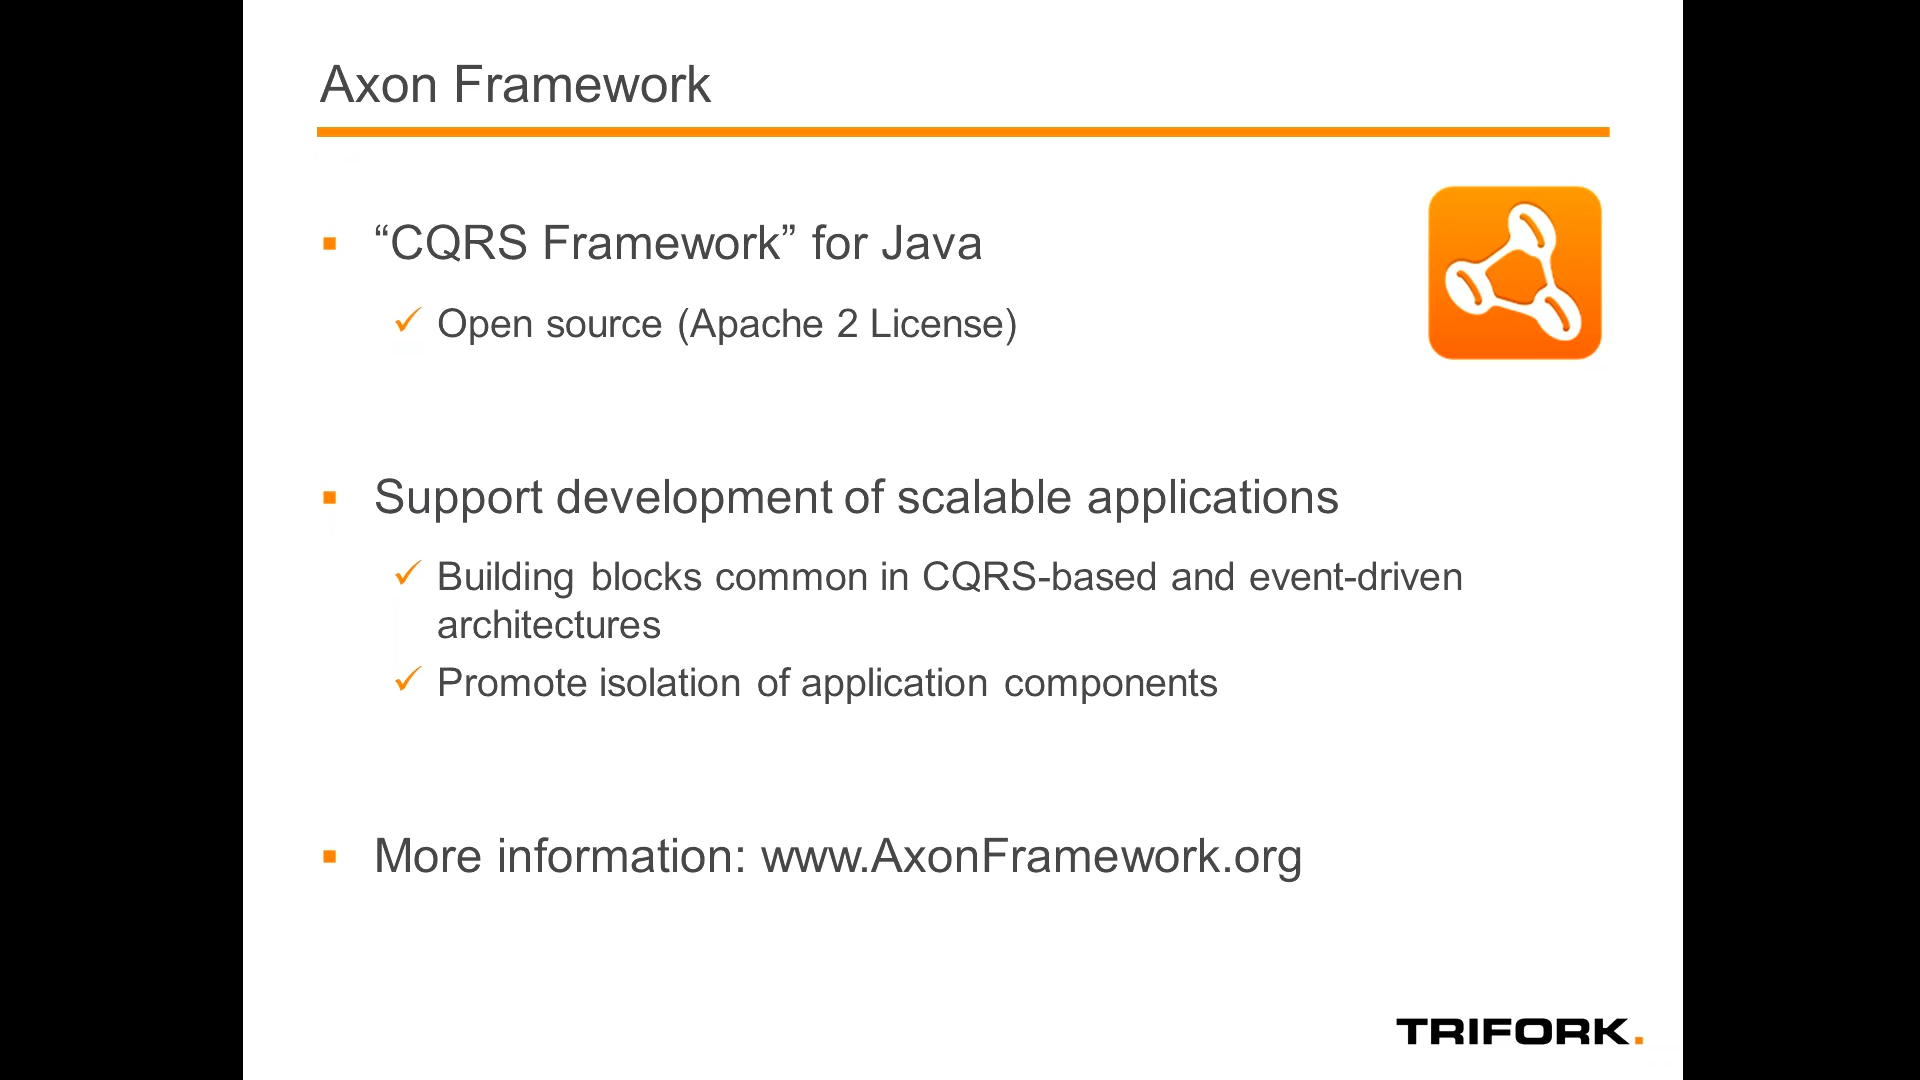 Axon Framework
“CQRS Framework” for Java
Open source (Apache 2 License)
Support development of scalable applications
Building blocks common in CQRS-based and event-driven
architectures
Promote isolation of application components
More information: www.AxonFramework.org
TRIFORK.